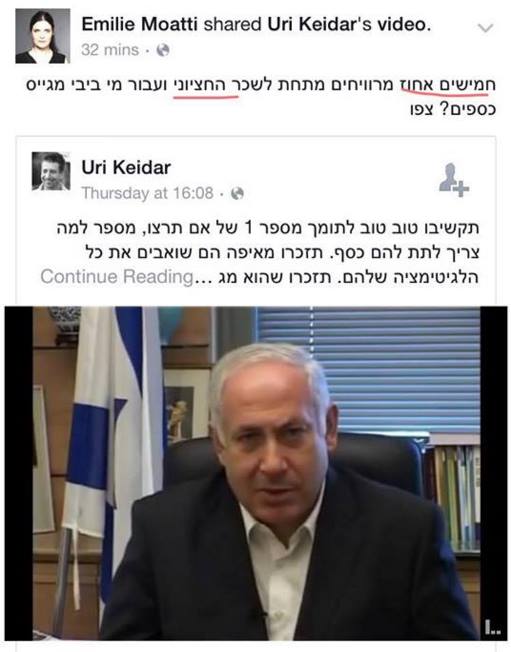 Emilie Moatti shared Uri Keidar's video.
32 mins ·
חמישים אחוז מרוויחים מתחת לשכר החציוני ועבור מי ביבי מגייס
כספים? צפו
Uri Keidar
Thursday at 16:08 ·
תקשיבו טוב טוב לתומך מספר 1 של אם תרצו, מספר למה
צריך לתת להם כסף. תזכרו מאיפה הם שואבים את כל
הלגיטימציה שלהם. תזכרו שהוא מג ...Continue Reading